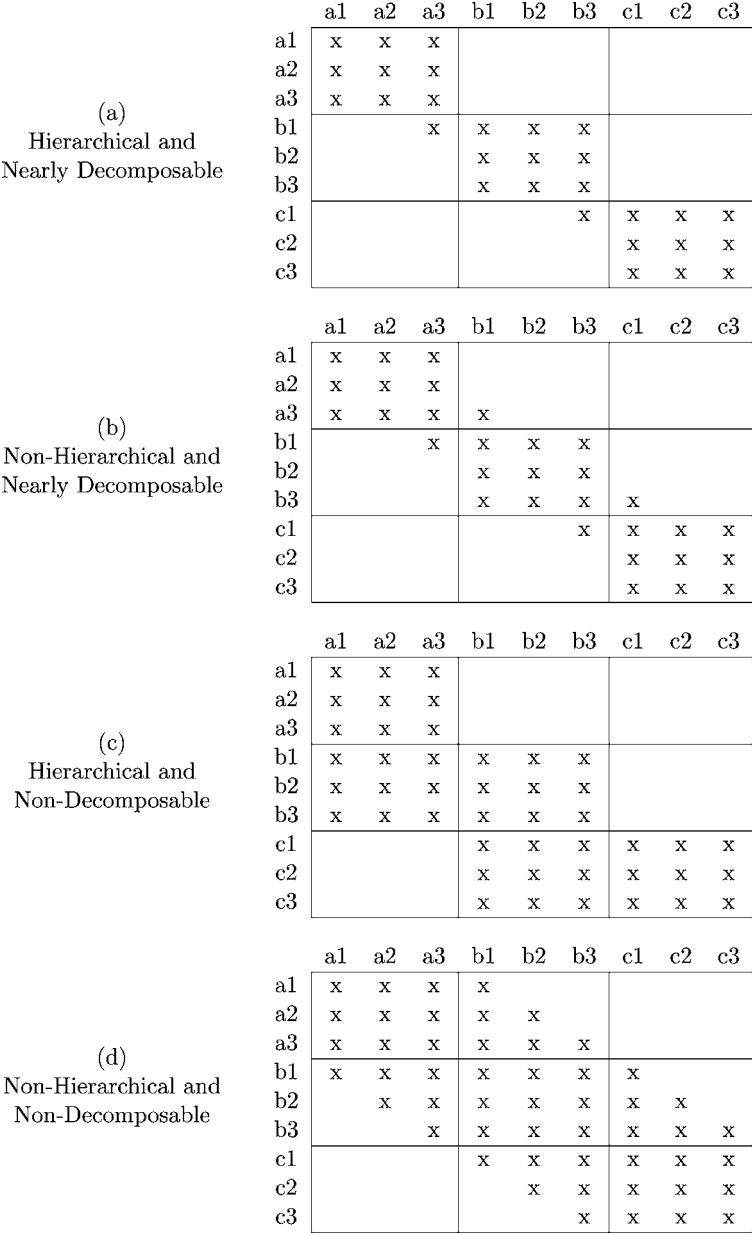 a1 a2 a3 b1 b2 b3 c1 c2 c3
a1 x x x
a2 x x x
a3 x x x
(a)
Hierarchical and
Nearly Decomposable
b1 x x x x
b2 x x x
b3 x x x
c1 x x x x
c2 x x x
c3 x x x
a1 a2 a3 b1 b2 b3 c1 c2 c3
a1 x x x
a2 x x x
a3 x x x x
(b)
Non-Hierarchical and
Nearly Decomposable
b1 x x x x
b2 x x x
b3 x x x x
c1 x x x x
c2 x x x
c3 x x x
a1 a2 a3 b1 b2 b3 c1 c2 c3
a1 x x x
a2 x x x
a3 x x x
(c)
Hierarchical and
Non-Decomposable
b1 x x x x x x
b2 x x x x x x
b3 x x x x x x
c1 x x x x x x
c2 x x x x x x
c3 x x x x x x
a1 a2 a3 b1 b2 b3 c1 c2 c3
a1 x x x x
a2 x x x x x
a3 x x x x x x
(d)
Non-Hierarchical and
Non-Decomposable
b1 x x x x x x x
b2 x x x x x x x
b3 x x x x x x x
c1 x x x x x x
c2 x x x x x
c3 x x x x